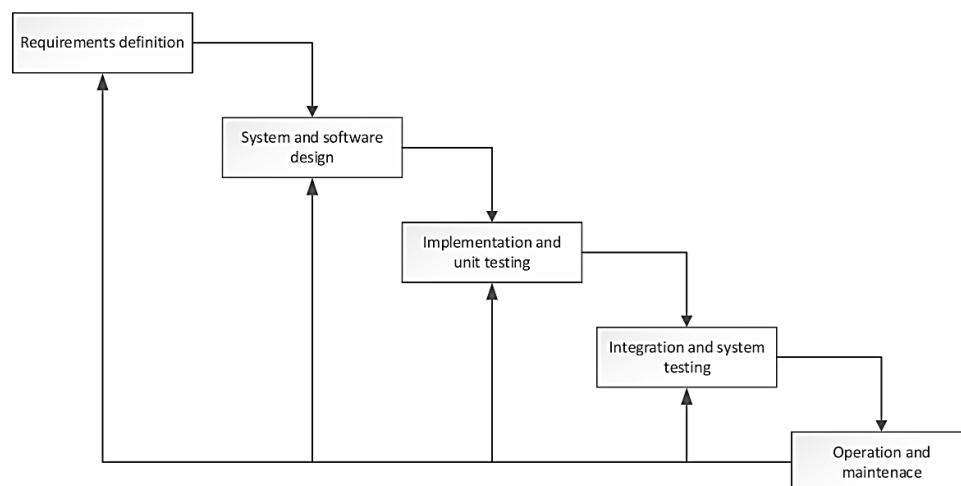 Requirements definition
System and software
design
Implementation and
unit testing
Integration and system
testing
Operation and
maintenace